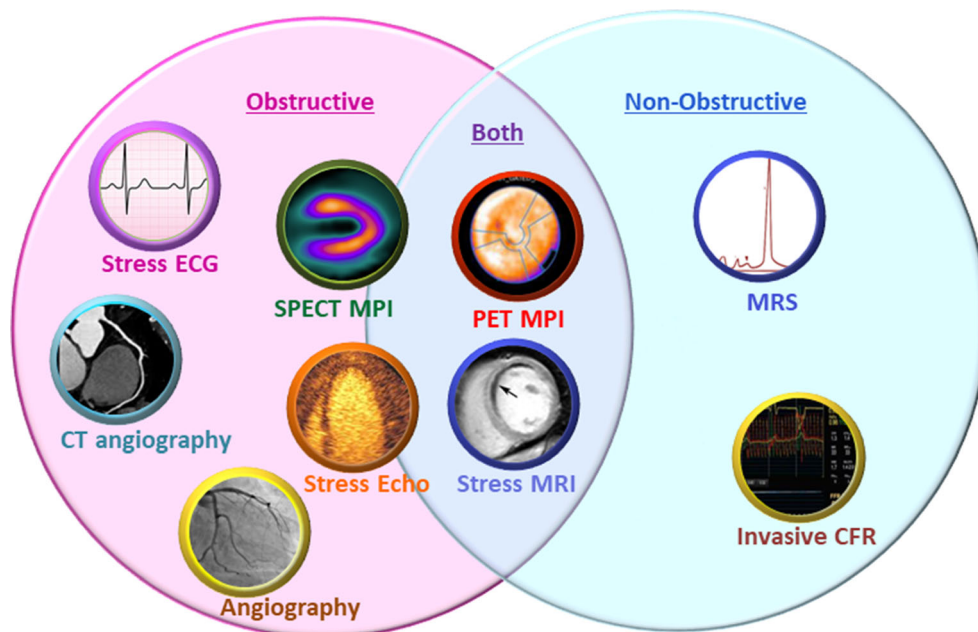 Obstructive
Non-Obstructive
Both
Stress ECG
SPECT MPI
PET MPI
MRS
CT angiography
Stress Echo
Stress MRI
Invasive CFR
Angiography